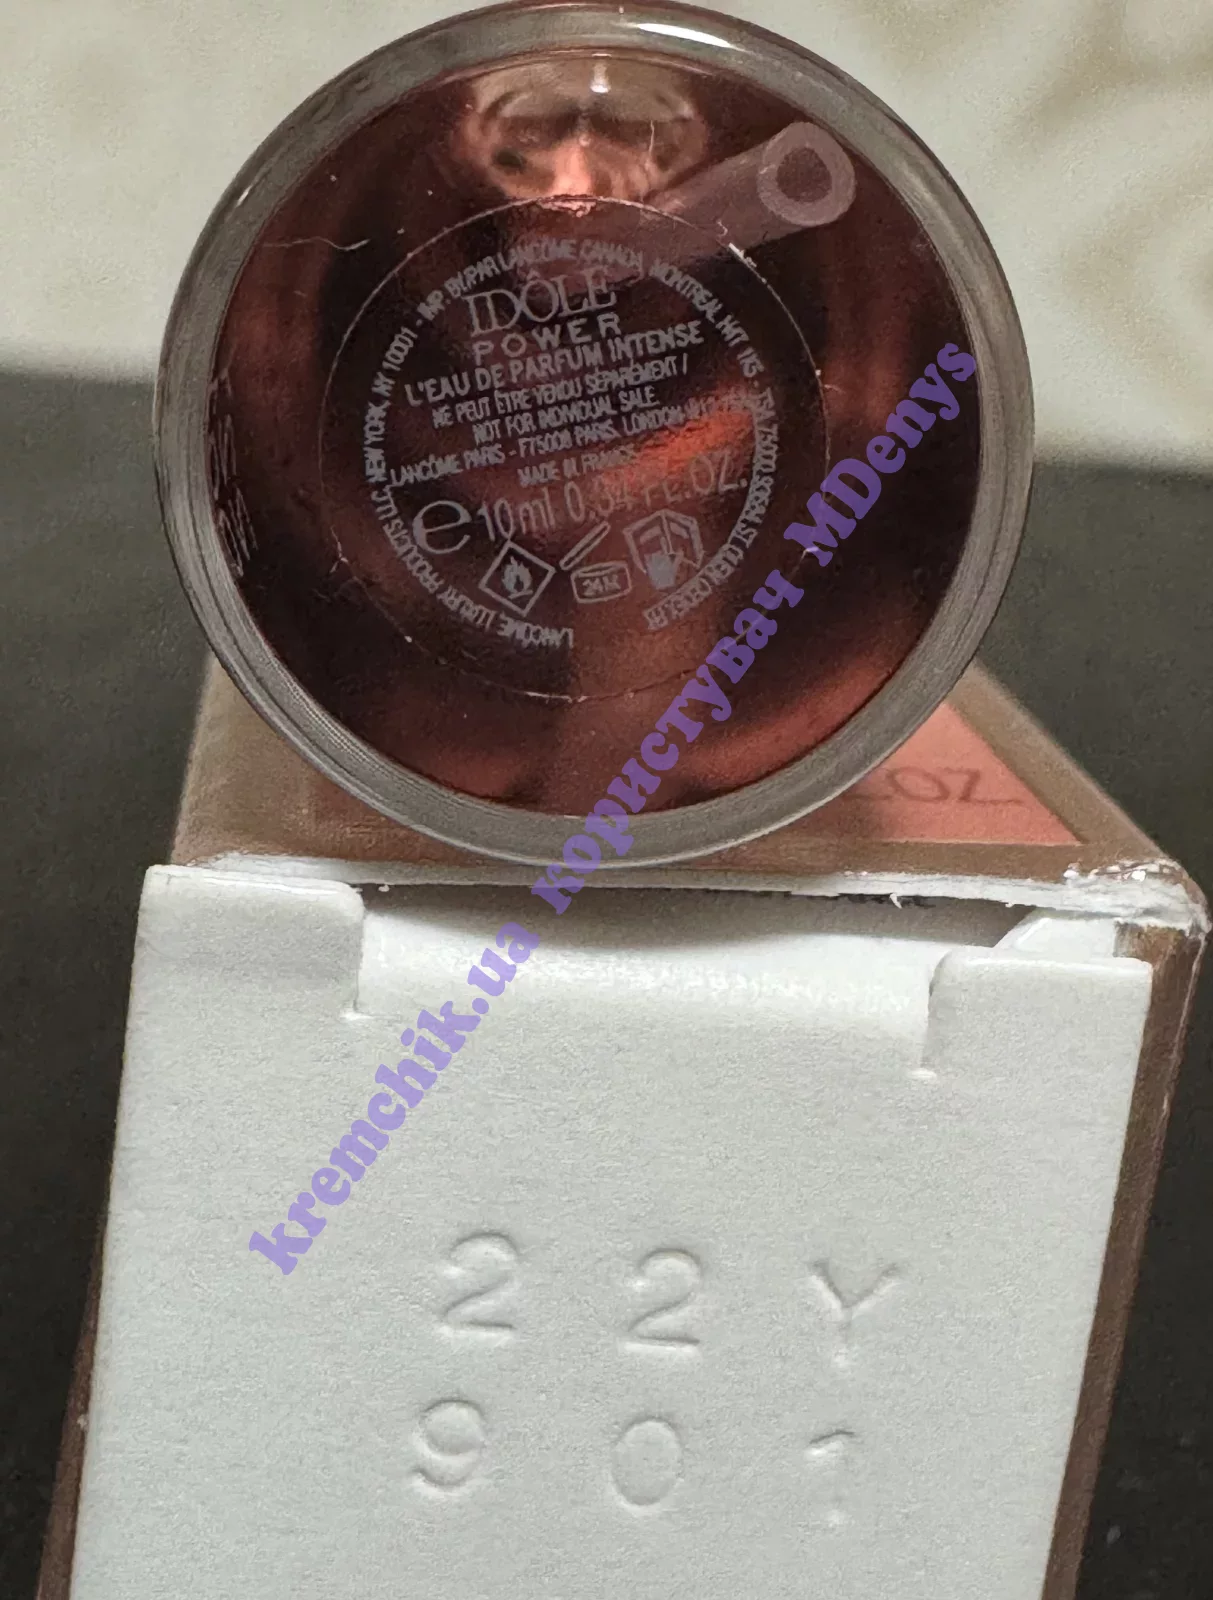 LANCÔME LUXURY PRODUCTS LLC, NEW YORK, NY 10001 - IMP. BY/PAR LANCÔME CANADA, MONTREAL
IDÔLE
POWER
L'EAU DE PARFUM INTENSE
NE PEUT ÊTRE VENDU SÉPARÉMENT /
NOT FOR INDIVIDUAL SALE.
LANCÔME PARIS - F75008 PARIS, LONDON
MADE IN FRANCE
e 10ml 0.34 FL.OZ.
24M
OZ.
kremchik.ua користувач MDenys
22Y
901